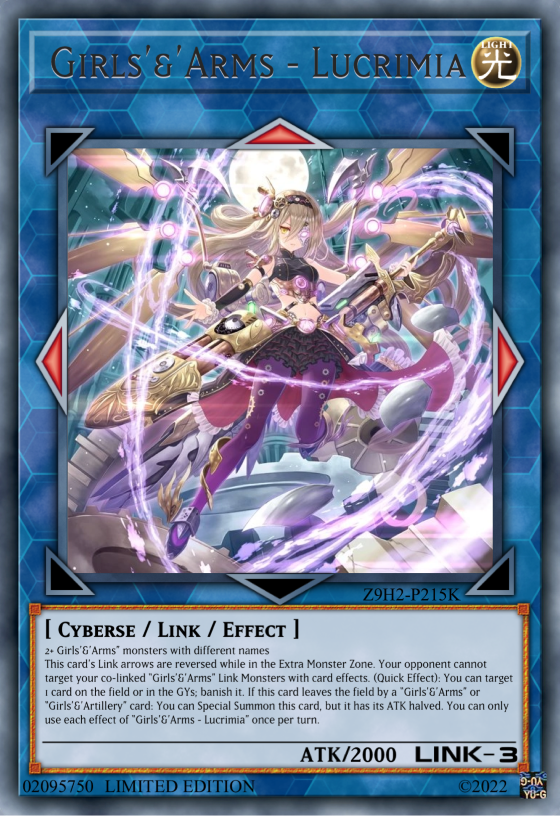 Girls'&'Arms - Lucrimia
LIGHT
光
Z9H2-P215K
[ Cyberse / Link / Effect ]
2+ Girls'&'Arms" monsters with different names
This card's Link arrows are reversed while in the Extra Monster Zone. Your opponent cannot
target your co-linked "Girls'&'Arms" Link Monsters with card effects. (Quick Effect): You can target
1 card on the field or in the GYs; banish it. If this card leaves the field by a "Girls'&'Arms" or
"Girls'&'Artillery" card: You can Special Summon this card, but it has its ATK halved. You can only
use each effect of "Girls'&'Arms - Lucrimia" once per turn.
ATK/2000 LINK-3
02095750 LIMITED EDITION ©2022
YU-G
YU-G